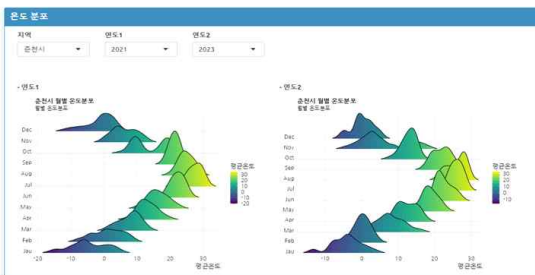 온도 분포
지역 연도1 연도2
춘천시 2021 2023
- 연도1
춘천시 월별 온도분포
월별 온도분포
Dec
Nov
Oct
Sep
Aug
Jul
Jun
May
Apr
Mar
Feb
Jau
-20 -10 0 10 20 30
평균온도
평균온도
30
20
10
0
-10
-20
- 연도2
춘천시 월별 온도분포
월별 온도분포
Dec
Nov
Oct
Sep
Aug
Jul
Jun
May
Apr
Mar
Feb
Jau
-10 0 10 20 30
평균온도
평균온도
30
20
10
0
-10